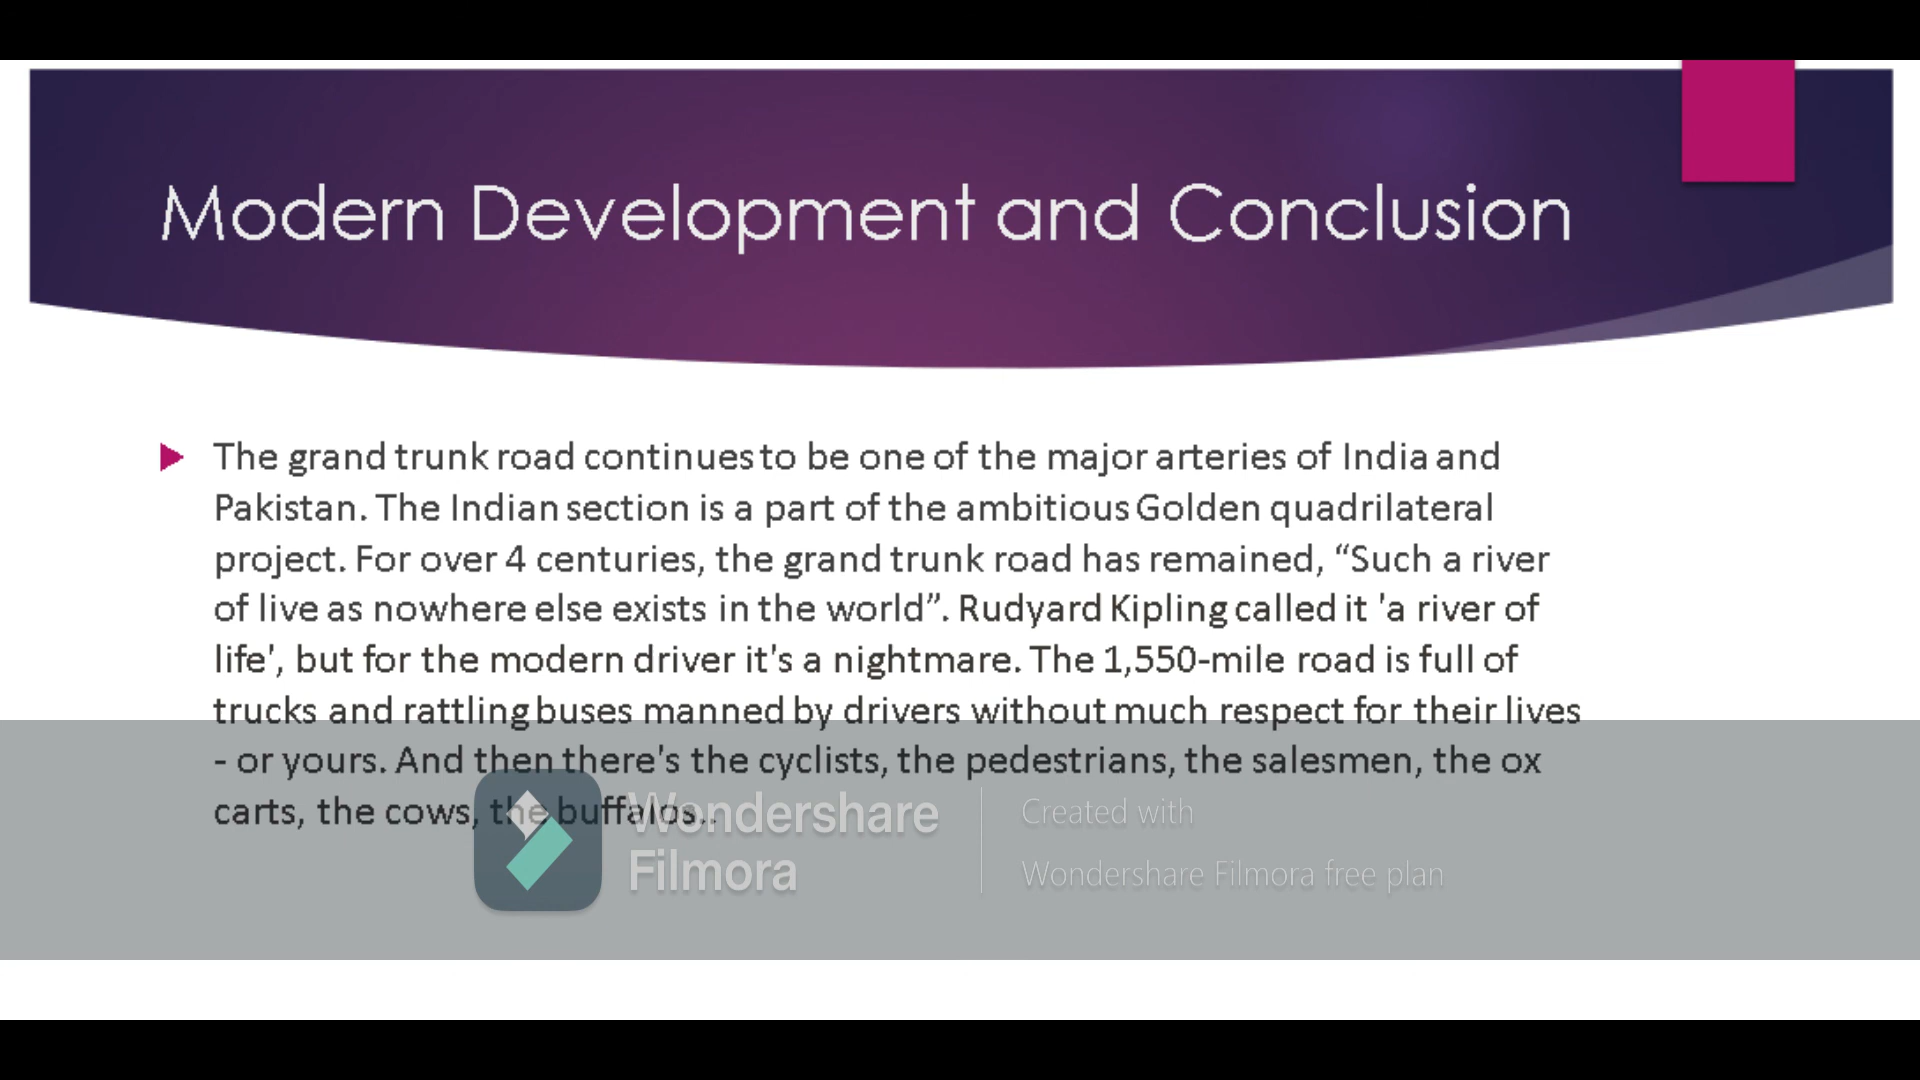 Modern Development and Conclusion
The grand trunk road continues to be one of the major arteries of India and
Pakistan. The Indian section is a part of the ambitious Golden quadrilateral
project. For over 4 centuries, the grand trunk road has remained, “Such a river
of live as nowhere else exists in the world”. Rudyard Kipling called it 'a river of
life', but for the modern driver it's a nightmare. The 1,550-mile road is full of
trucks and rattling buses manned by drivers without much respect for their lives
- or yours. And then there's the cyclists, the pedestrians, the salesmen, the ox
carts, the cows, the buffalos..
Wondershare
Filmora
Created with
Wondershare Filmora free plan